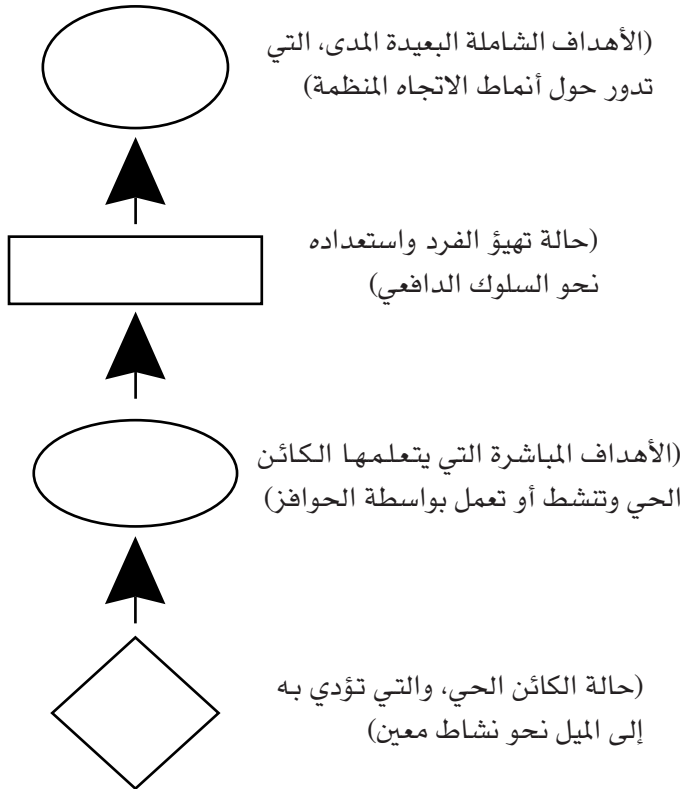 (الأهداف الشاملة البعيدة المدى، التي
تدور حول أنماط الاتجاه المنظمة)
(حالة تهيؤ الفرد واستعداده
نحو السلوك الدافعي)
(الأهداف المباشرة التي يتعلمها الكائن
الحي وتنشط أو تعمل بواسطة الحوافز)
(حالة الكائن الحي، والتي تؤدي به
إلى الميل نحو نشاط معين)